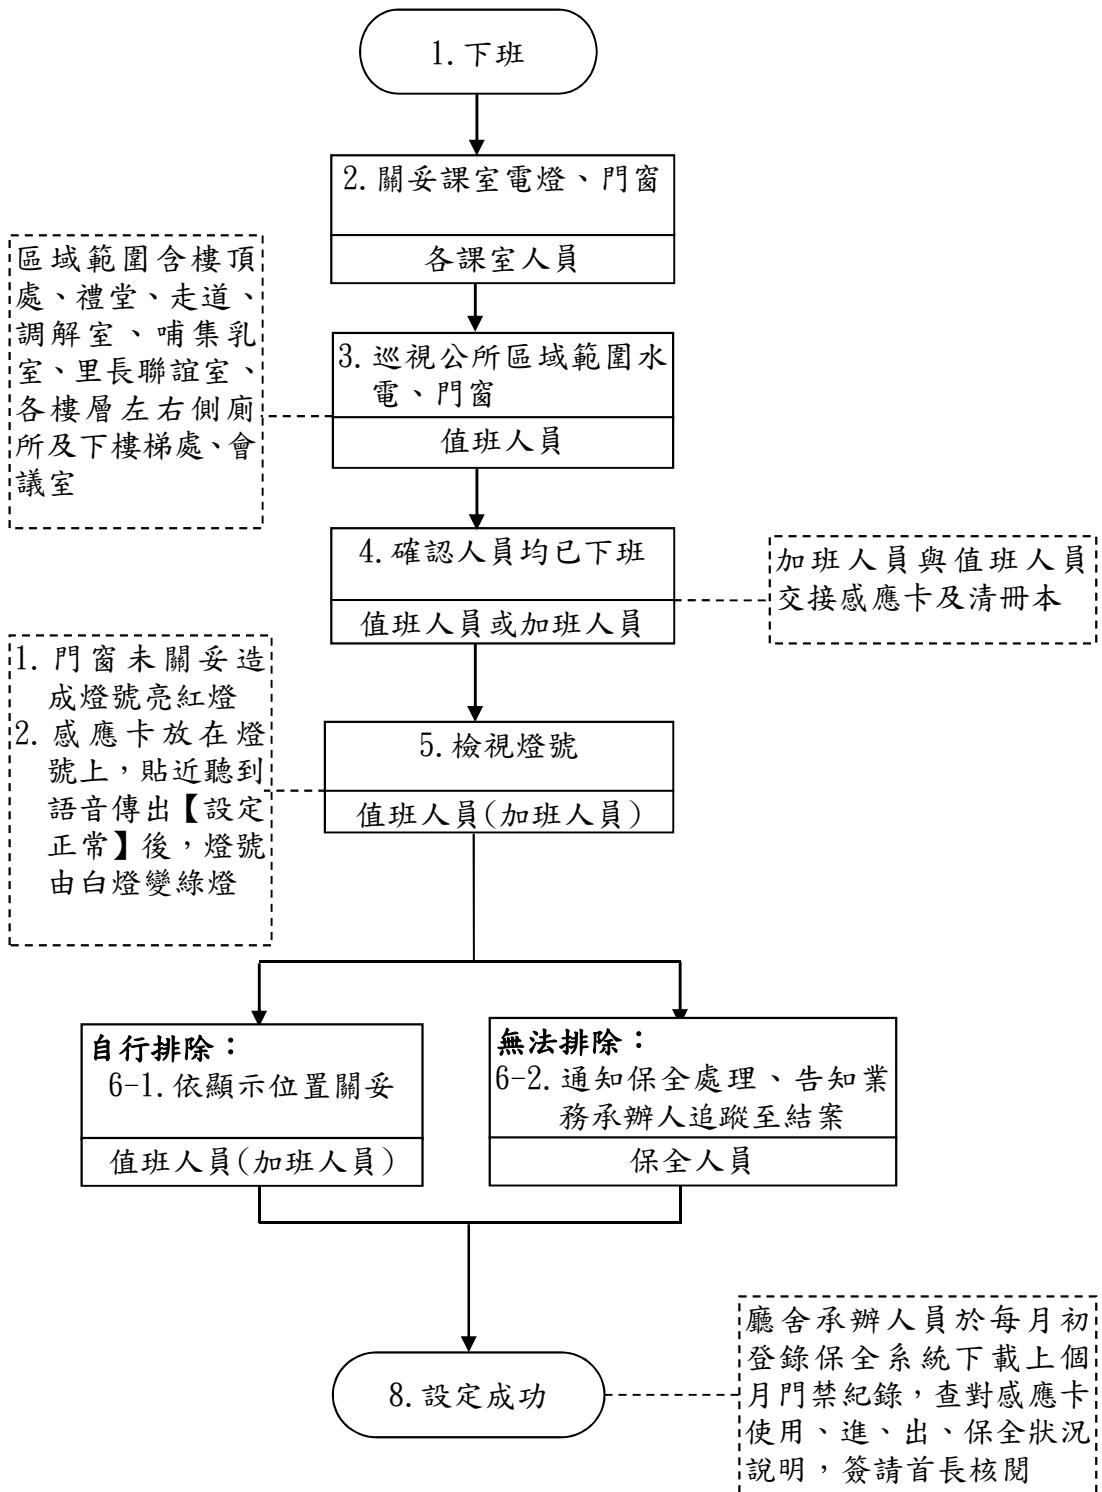 1.下班
2.關妥課室電燈、門窗
各課室人員
區域範圍含樓頂
處、禮堂、走道、
調解室、哺集乳
室、里長聯誼室、
各樓層左右側廁
所及下樓梯處、會
議室
3.巡視公所區域範圍水
電、門窗
值班人員
4.確認人員均已下班
值班人員或加班人員
加班人員與值班人員
交接感應卡及清冊本
1.門窗未關妥造
成燈號亮紅燈
2.感應卡放在燈
號上，貼近聽到
語音傳出【設定
正常】後，燈號
由白燈變綠燈
5.檢視燈號
值班人員(加班人員)
自行排除：
6-1.依顯示位置關妥
值班人員(加班人員)
無法排除：
6-2.通知保全處理、告知業
務承辦人追蹤至結案
保全人員
8.設定成功
廳舍承辦人員於每月初
登錄保全系統下載上個
月門禁紀錄，查對感應卡
使用、進、出、保全狀況
說明，簽請首長核閱